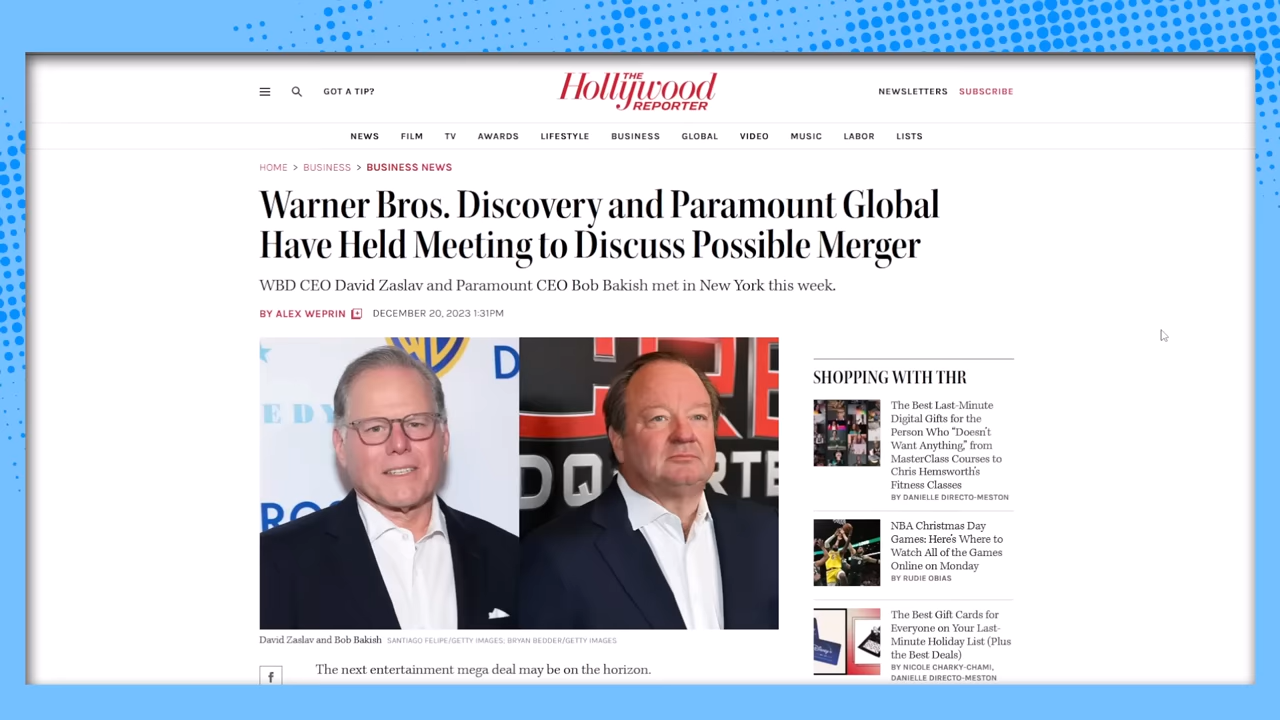 GOT A TIP?
THE
Hollywood
REPORTER
NEWSLETTERS SUBSCRIBE
NEWS FILM TV AWARDS LIFESTYLE BUSINESS GLOBAL VIDEO MUSIC LABOR LISTS
HOME > BUSINESS > BUSINESS NEWS
Warner Bros. Discovery and Paramount Global
Have Held Meeting to Discuss Possible Merger
WBD CEO David Zaslav and Paramount CEO Bob Bakish met in New York this week.
BY ALEX WEPRIN DECEMBER 20, 2023 1:31PM
W
D
EDY
RO
DQ RTE
David Zaslav and Bob Bakish SANTIAGO FELIPE/GETTY IMAGES; BRYAN BEDDER/GETTY IMAGES
f
The next entertainment mega deal may be on the horizon.
SHOPPING WITH THR
The Best Last-Minute
Digital Gifts for the
Person Who “Doesn’t
Want Anything,” from
MasterClass Courses to
Chris Hemsworth’s
Fitness Classes
BY DANIELLE DIRECTO-MESTON
NBA Christmas Day
Games: Here’s Where to
Watch All of the Games
Online on Monday
BY RUDIE OBIAS
The Best Gift Cards for
Everyone on Your Last-
Minute Holiday List (Plus
the Best Deals)
BY NICOLE CHARKY-CHAMI,
DANIELLE DIRECTO-MESTON